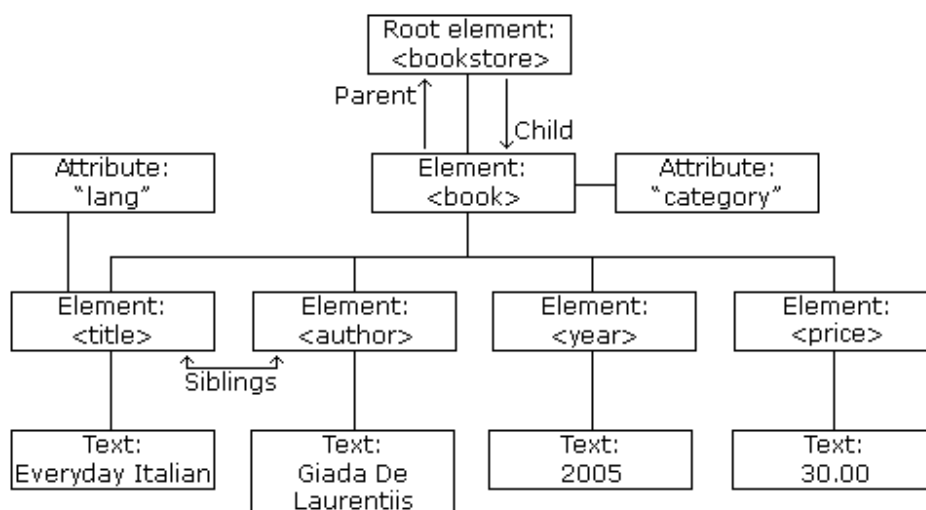 Root element:
<bookstore>
Parent
Child
Attribute:
“lang”
Element:
<book>
Attribute:
“category”
Element:
<title>
Element:
<author>
Element:
<year>
Element:
<price>
Siblings
Text:
Everyday Italian
Text:
Giada De
Laurentiis
Text:
2005
Text:
30.00